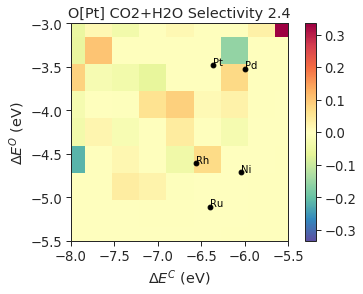 O[Pt] CO2+H2O Selectivity 2.4
ΔE^O (eV)
−3.0
−3.5
−4.0
−4.5
−5.0
−5.5
Pt
Pd
Rh
Ni
Ru
−8.0 −7.5 −7.0 −6.5 −6.0 −5.5
ΔE^C (eV)
0.3
0.2
0.1
0.0
−0.1
−0.2
−0.3